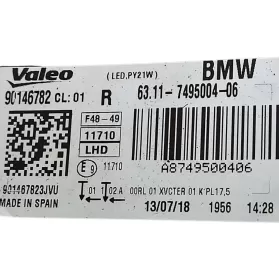 Valeo (LED,PY21W) BMW
90146782 CL:01 R 63.11-7495004-06
F48-49
11710
LHD
E9 11710
A8749500406
901467823JVU 01 02A 00RL 01 XVCTER 01 K'PL17,5
MADE IN SPAIN 13/07/18 1956 14:28